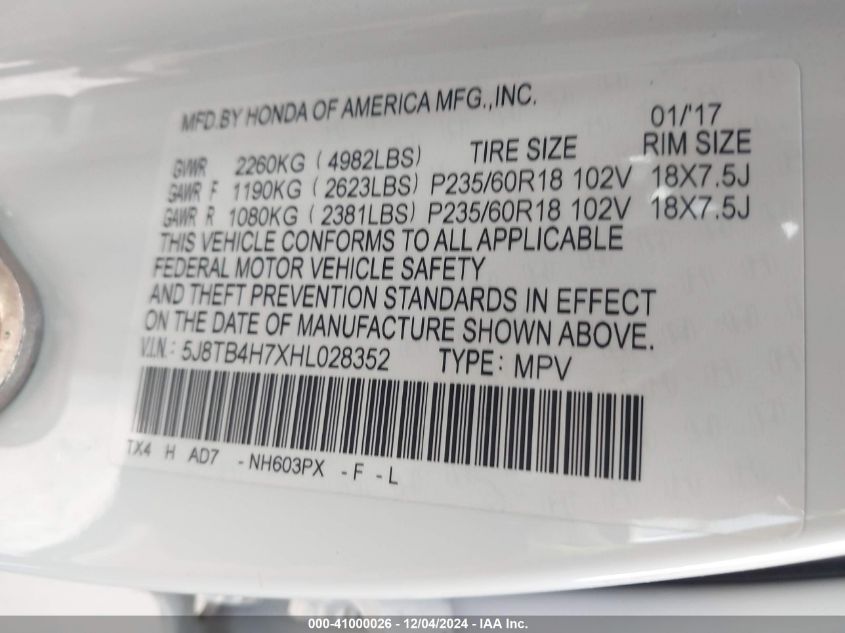 MFD.BY HONDA OF AMERICA MFG.,INC. 01/'17
GVWR 2260KG (4982LBS) TIRE SIZE RIM SIZE
GAWR F 1190KG (2623LBS) P235/60R18 102V 18X7.5J
GAWR R 1080KG (2381LBS) P235/60R18 102V 18X7.5J
THIS VEHICLE CONFORMS TO ALL APPLICABLE
FEDERAL MOTOR VEHICLE SAFETY
AND THEFT PREVENTION STANDARDS IN EFFECT
ON THE DATE OF MANUFACTURE SHOWN ABOVE.
V.I.N.: 5J8TB4H7XHL028352 TYPE: MPV
TX4 H AD7 -NH603PX -F -L
000-41000026 - 12/04/2024 - IAA Inc.